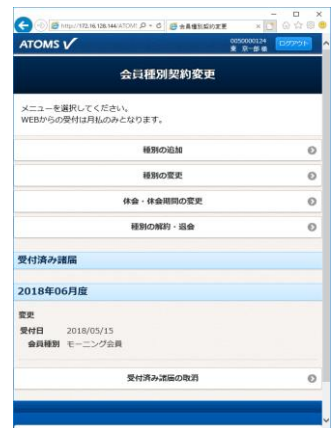 http://172.16.128.144/ATOM
会員種別契約変更
ATOMS V
0050000124
東 京一郎 様
ログアウト
会員種別契約変更
メニューを選択してください。
WEBからの受付は月払のみとなります。
種別の追加
種別の変更
休会・休会期間の変更
種別の解約・退会
受付済み諸届
2018年06月度
変更
受付日 2018/05/15
会員種別 モーニング会員
受付済み諸届の取消